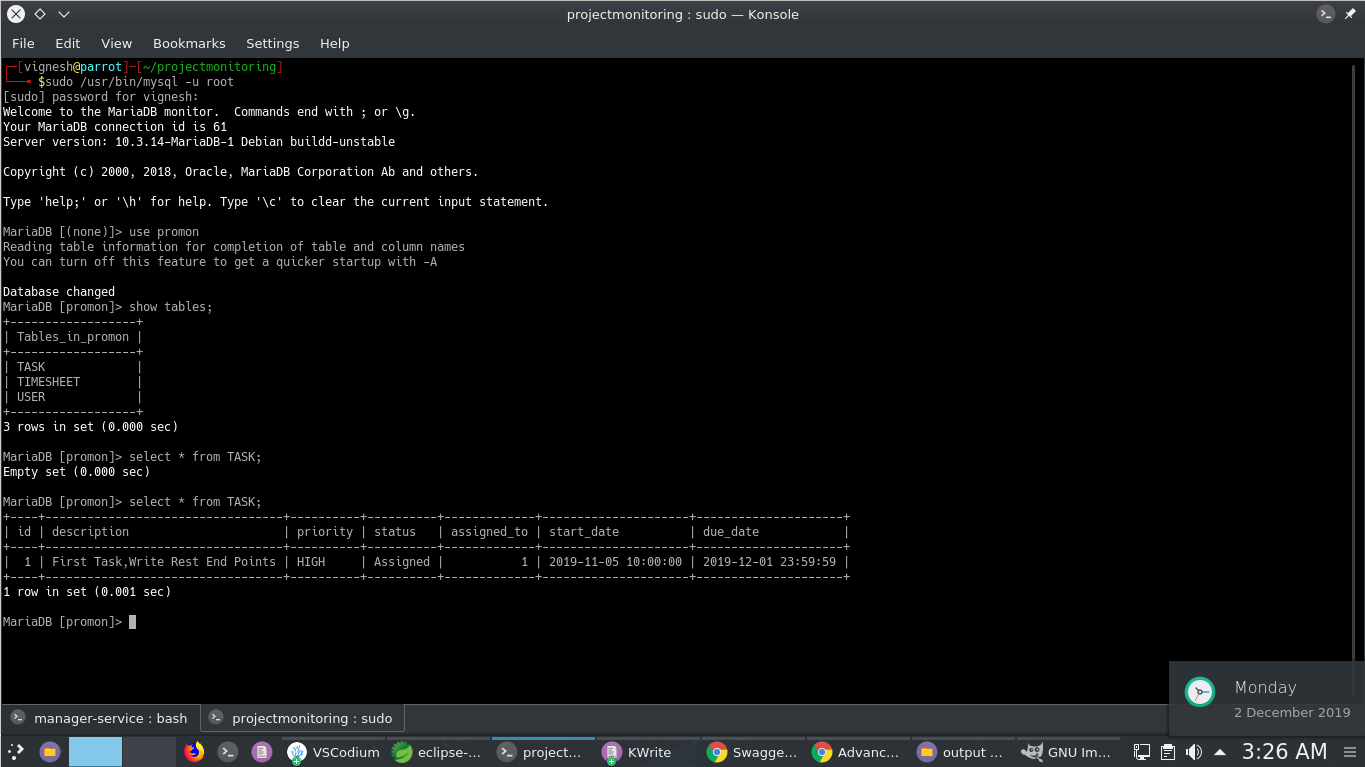 projectmonitoring : sudo — Konsole
File Edit View Bookmarks Settings Help
┌─[vignesh@parrot]─[~/projectmonitoring]
└──╼ $sudo /usr/bin/mysql -u root
[sudo] password for vignesh:
Welcome to the MariaDB monitor.  Commands end with ; or \g.
Your MariaDB connection id is 61
Server version: 10.3.14-MariaDB-1 Debian buildd-unstable
Copyright (c) 2000, 2018, Oracle, MariaDB Corporation Ab and others.
Type 'help;' or '\h' for help. Type '\c' to clear the current input statement.
MariaDB [(none)]> use promon
Reading table information for completion of table and column names
You can turn off this feature to get a quicker startup with -A
Database changed
MariaDB [promon]> show tables;
+------------------+
| Tables_in_promon |
+------------------+
| TASK             |
| TIMESHEET        |
| USER             |
+------------------+
3 rows in set (0.000 sec)
MariaDB [promon]> select * from TASK;
Empty set (0.000 sec)
MariaDB [promon]> select * from TASK;
+----+----------------------------------+----------+----------+-------------+---------------------+---------------------+
| id | description                      | priority | status   | assigned_to | start_date          | due_date            |
+----+----------------------------------+----------+----------+-------------+---------------------+---------------------+
|  1 | First Task,Write Rest End Points | HIGH     | Assigned |           1 | 2019-11-05 10:00:00 | 2019-12-01 23:59:59 |
+----+----------------------------------+----------+----------+-------------+---------------------+---------------------+
1 row in set (0.001 sec)
MariaDB [promon]>
Monday
2 December 2019
manager-service : bash projectmonitoring : sudo
VSCodium eclipse-... project... KWrite Swagge... Advanc... output ... GNU Im... 3:26 AM